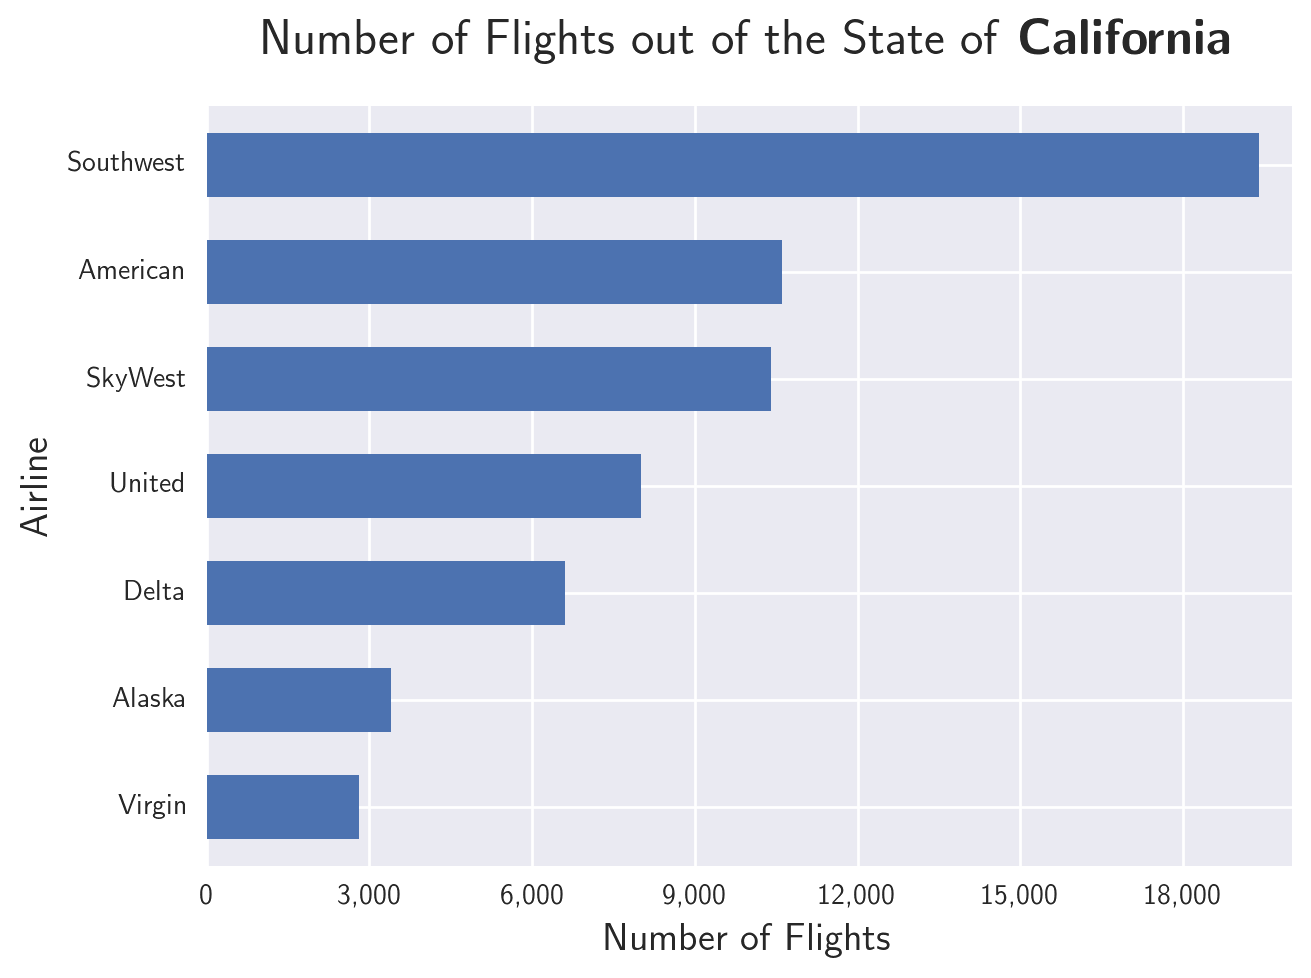 Number of Flights out of the State of California
Southwest
American
SkyWest
United
Delta
Alaska
Virgin
Airline
0
3,000
6,000
9,000
12,000
15,000
18,000
Number of Flights